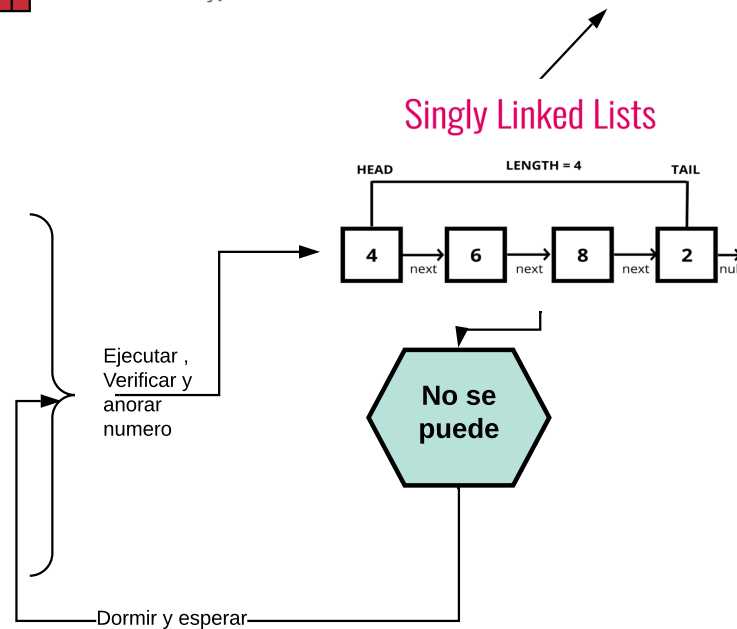 Singly Linked Lists
HEAD
LENGTH = 4
TAIL
4
6
8
2
next
next
next
Ejecutar ,
Verificar y
anorar
numero
No se
puede
Dormir y esperar